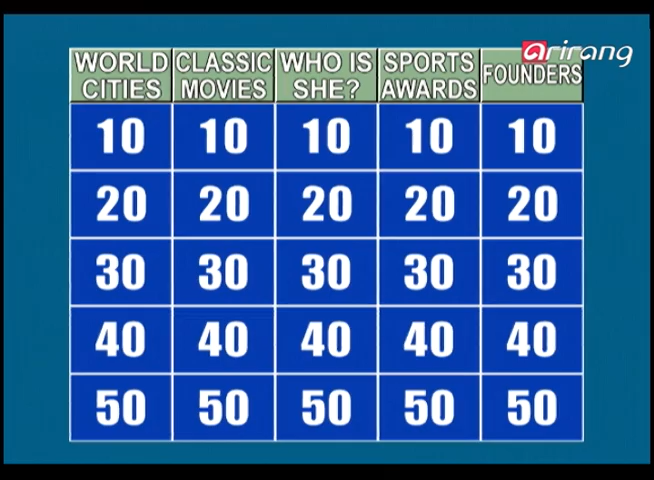 arirang
WORLD CITIES CLASSIC MOVIES WHO IS SHE? SPORTS AWARDS FOUNDERS
10 10 10 10 10
20 20 20 20 20
30 30 30 30 30
40 40 40 40 40
50 50 50 50 50